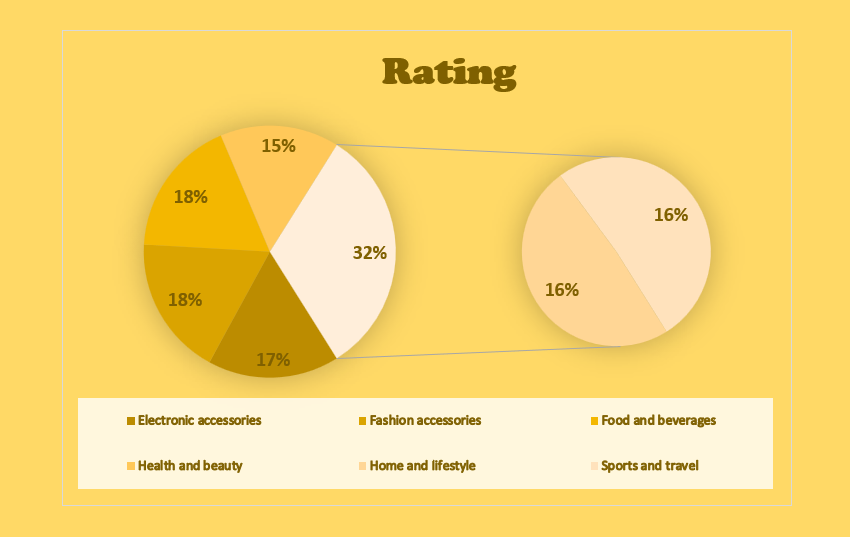 Rating
15%
18%
32%
18%
17%
16%
16%
Electronic accessories
Fashion accessories
Food and beverages
Health and beauty
Home and lifestyle
Sports and travel